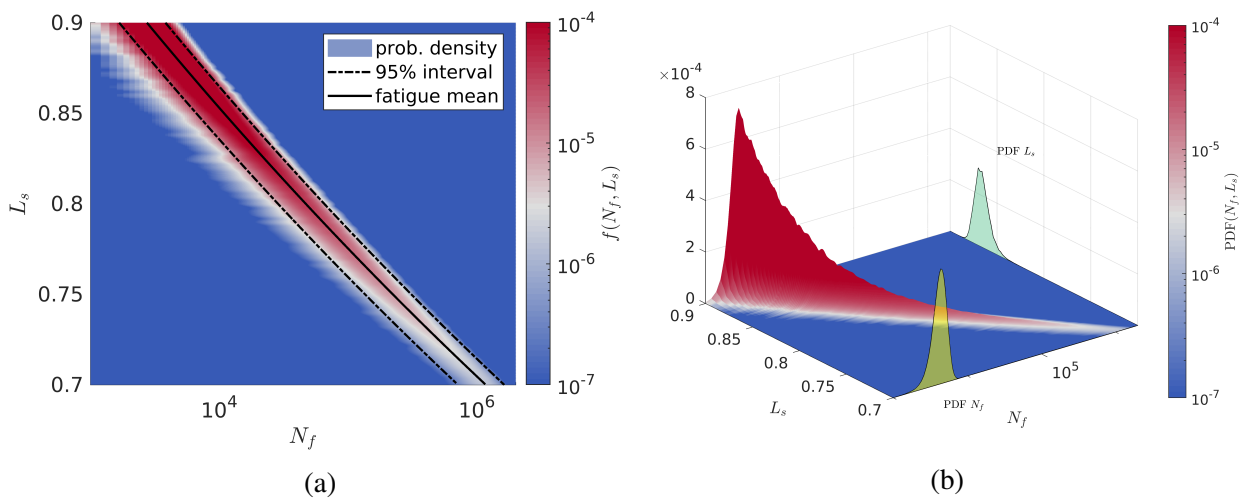 0.9
0.85
0.8
0.75
0.7
L_s
10^4
10^6
N_f
prob. density
95% interval
fatigue mean
10^-4
10^-5
10^-6
10^-7
f(N_f, L_s)
(a)
×10^-4
8
6
4
2
0
0.9
0.85
0.8
0.75
0.7
L_s
10^5
N_f
PDF L_s
PDF N_f
10^-4
10^-5
10^-6
10^-7
PDF(N_f, L_s)
(b)